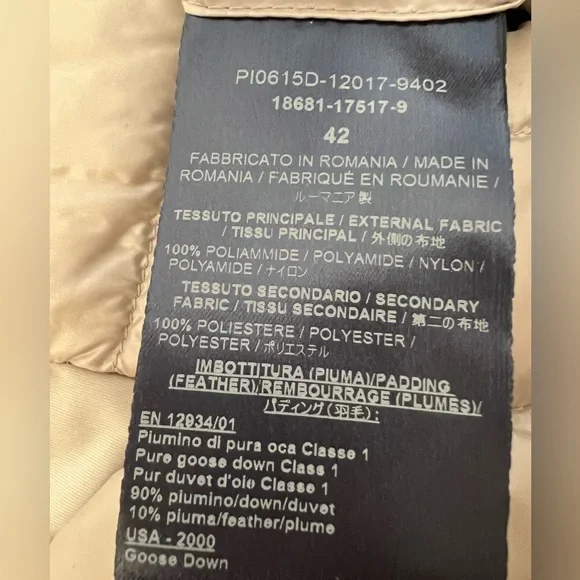 PI0615D-12017-9402
18681-17517-9
42
FABBRICATO IN ROMANIA / MADE IN
ROMANIA / FABRIQUÉ EN ROUMANIE /
ルーマニア製
TESSUTO PRINCIPALE / EXTERNAL FABRIC
/ TISSU PRINCIPAL / 外側の布地
100% POLIAMMIDE / POLYAMIDE / NYLON /
POLYAMIDE / ナイロン
TESSUTO SECONDARIO / SECONDARY
FABRIC / TISSU SECONDAIRE / 第二の布地
100% POLIESTERE / POLYESTER /
POLYESTER / ポリエステル
IMBOTTITURA (PIUMA)/PADDING
(FEATHER)/REMBOURRAGE (PLUMES)/
パディング (羽毛):
EN 12934/01
Piumino di pura oca Classe 1
Pure goose down Class 1
Pur duvet d'oie Classe 1
90% piumino/down/duvet
10% piuma/feather/plume
USA - 2000
Goose Down